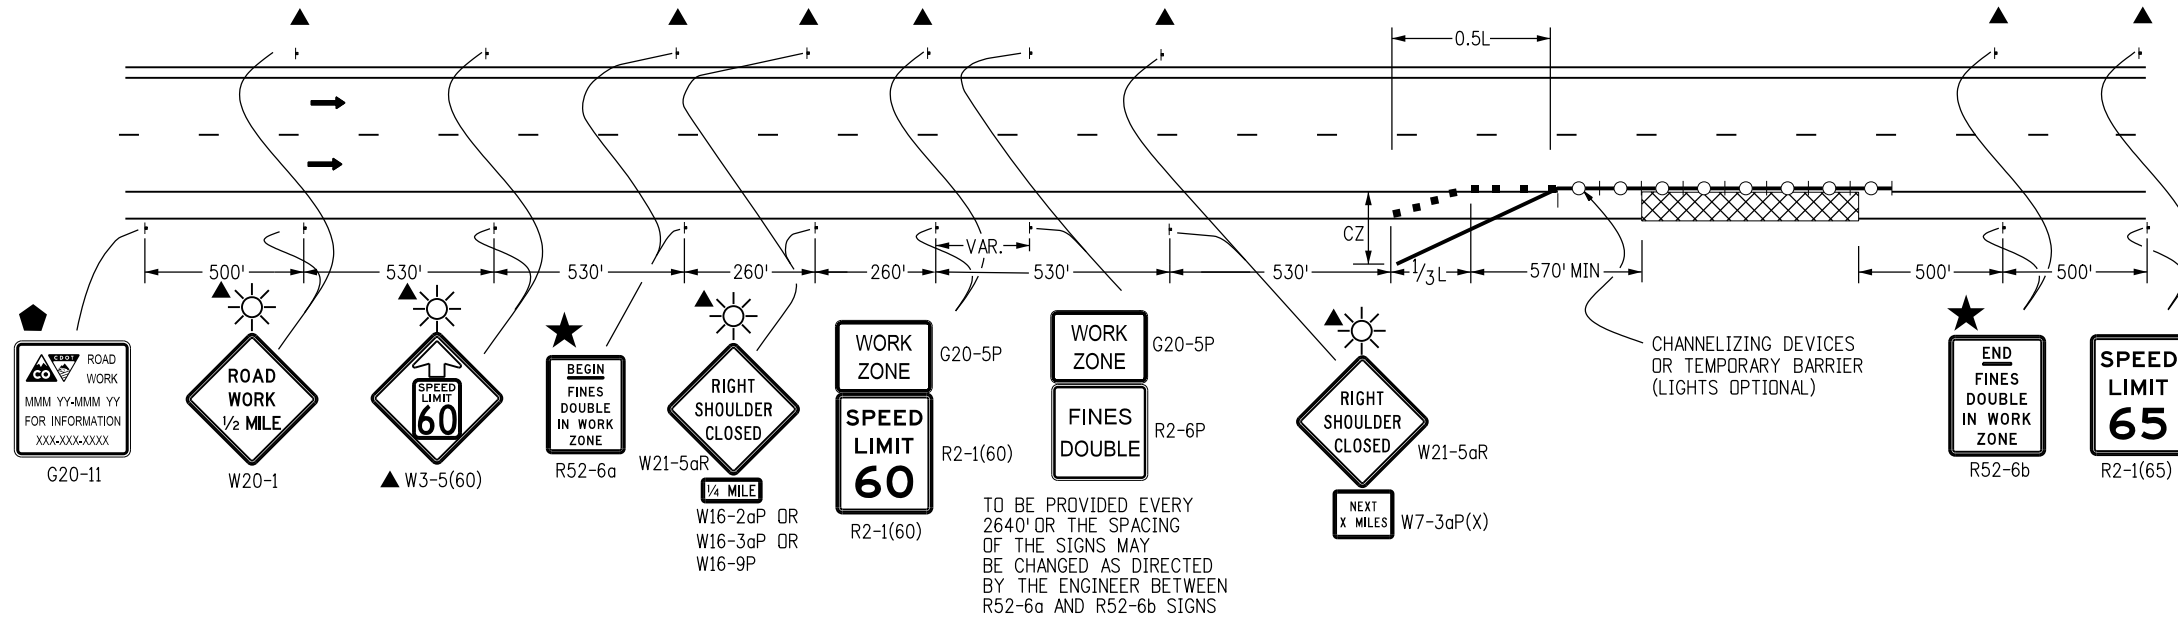 0.5L
CZ
VAR.
500'
530'
530'
260'
260'
530'
530'
1/3 L
570' MIN
500'
500'
CO
CDOT
ROAD
WORK
MMM YY-MMM YY
FOR INFORMATION
XXX-XXX-XXXX
G20-11
ROAD
WORK
1/2 MILE
W20-1
SPEED
LIMIT
60
W3-5(60)
BEGIN
FINES
DOUBLE
IN WORK
ZONE
R52-6a
RIGHT
SHOULDER
CLOSED
W21-5aR
1/4 MILE
W16-2aP OR
W16-3aP OR
W16-9P
WORK
ZONE
G20-5P
SPEED
LIMIT
60
R2-1(60)
R2-1(60)
WORK
ZONE
G20-5P
FINES
DOUBLE
R2-6P
TO BE PROVIDED EVERY
2640' OR THE SPACING
OF THE SIGNS MAY
BE CHANGED AS DIRECTED
BY THE ENGINEER BETWEEN
R52-6a AND R52-6b SIGNS
RIGHT
SHOULDER
CLOSED
W21-5aR
NEXT
X MILES
W7-3aP(X)
CHANNELIZING DEVICES
OR TEMPORARY BARRIER
(LIGHTS OPTIONAL)
END
FINES
DOUBLE
IN WORK
ZONE
R52-6b
SPEED
LIMIT
65
R2-1(65)